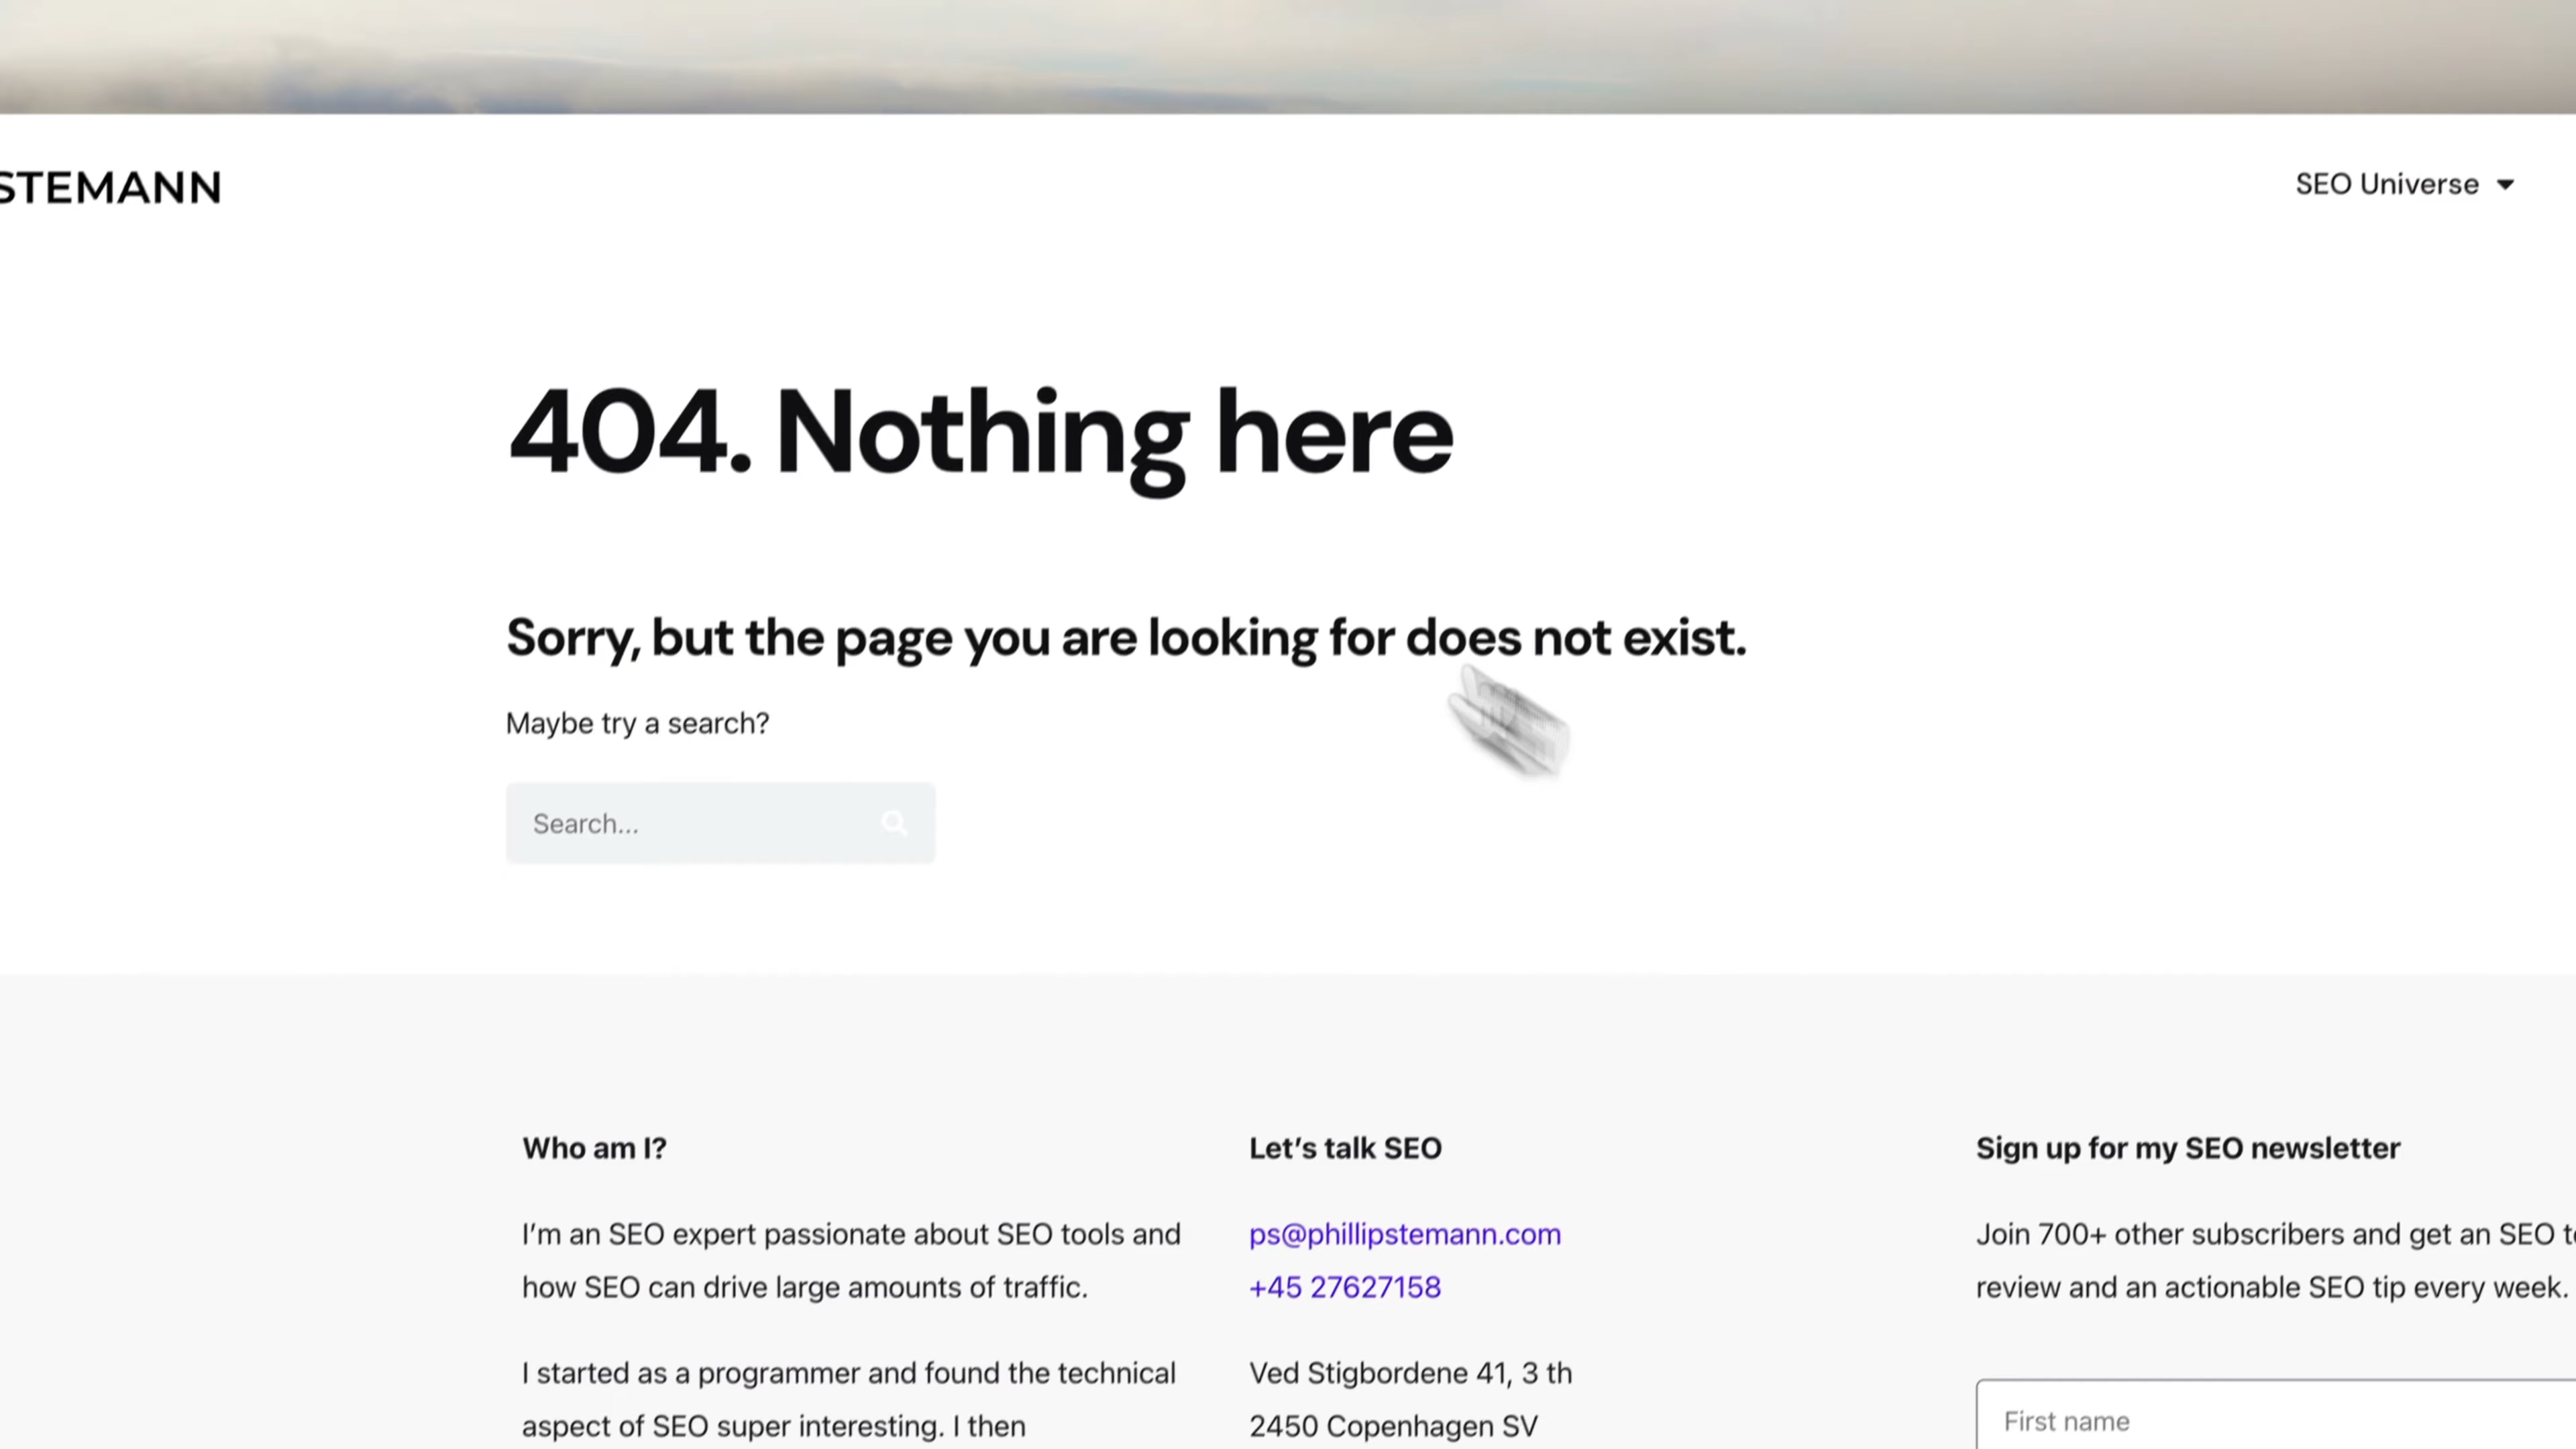 STEMANN
SEO Universe
404. Nothing here
Sorry, but the page you are looking for does not exist.
Maybe try a search?
Search...
Who am I?
I'm an SEO expert passionate about SEO tools and
how SEO can drive large amounts of traffic.
I started as a programmer and found the technical
aspect of SEO super interesting. I then
Let's talk SEO
ps@phillipstemann.com
+45 27627158
Ved Stigbordene 41, 3 th
2450 Copenhagen SV
Sign up for my SEO newsletter
Join 700+ other subscribers and get an SEO
review and an actionable SEO tip every week.
First name